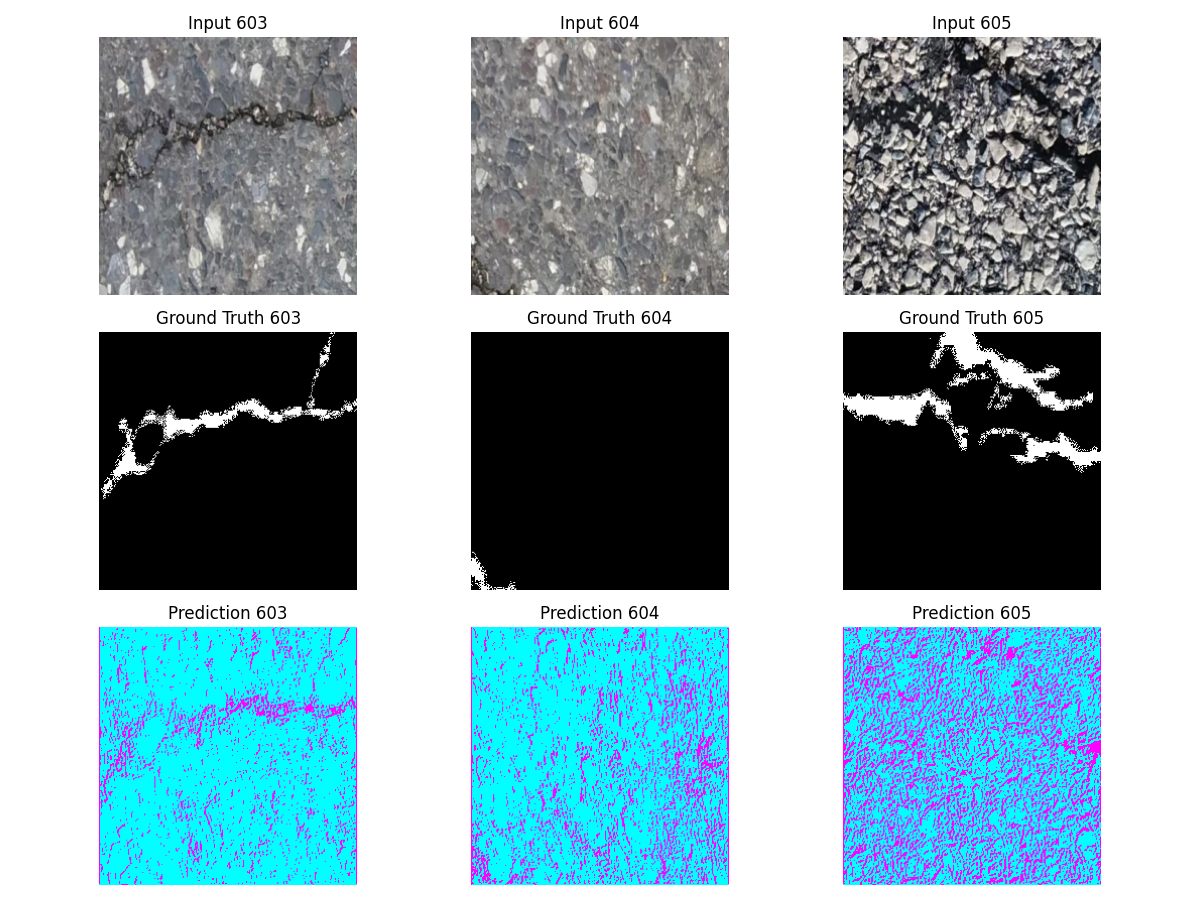 Input 603
Input 604
Input 605
Ground Truth 603
Ground Truth 604
Ground Truth 605
Prediction 603
Prediction 604
Prediction 605